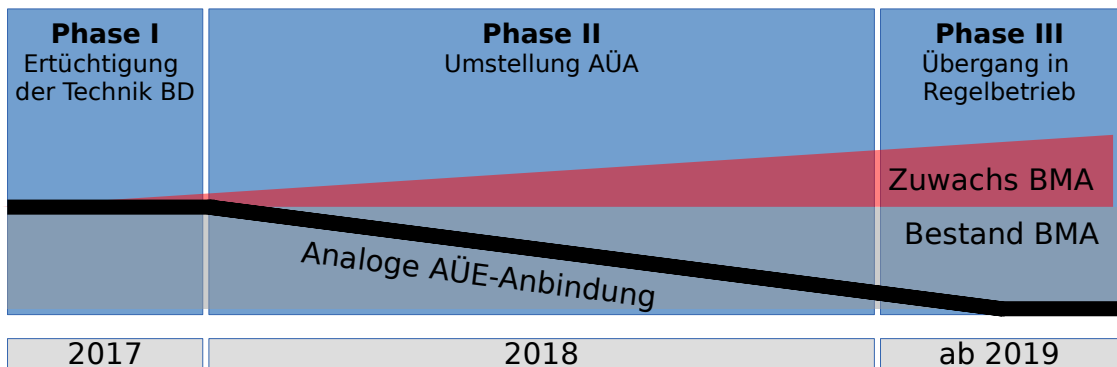 Phase I
Ertüchtigung
der Technik BD
Phase II
Umstellung AÜA
Phase III
Übergang in
Regelbetrieb
Zuwachs BMA
Bestand BMA
Analoge AÜE-Anbindung
2017
2018
ab 2019